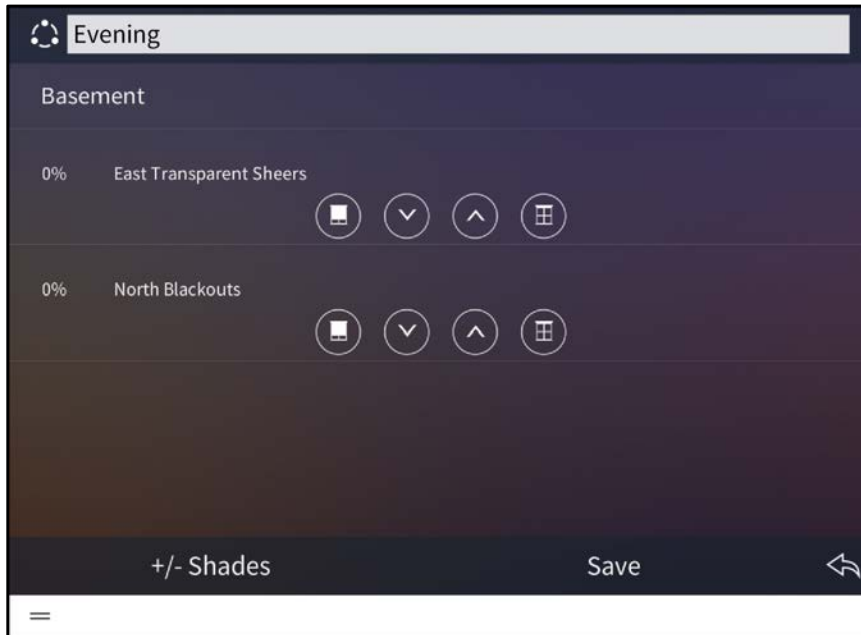 Evening
Basement
0% East Transparent Sheers
0% North Blackouts
+/- Shades Save